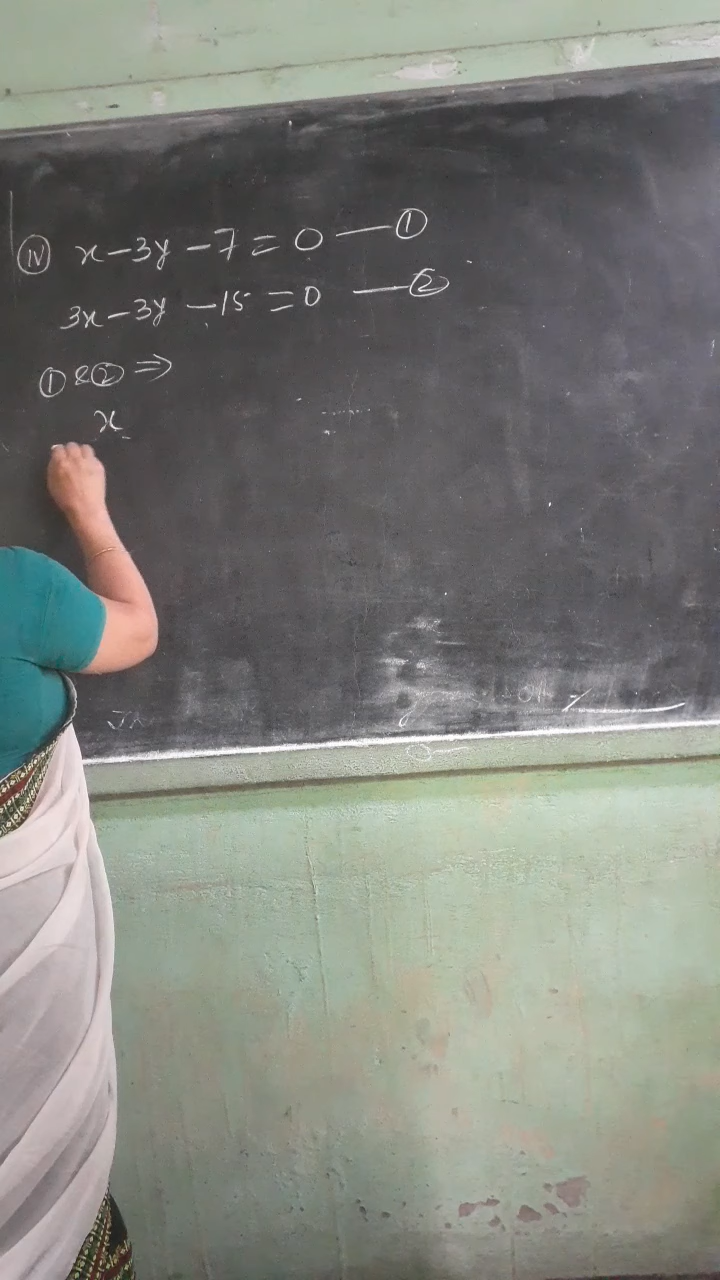 (IV) x - 3y - 7 = 0 — ①
3x - 3y - 15 = 0 — ②
① & ② ⇒
x